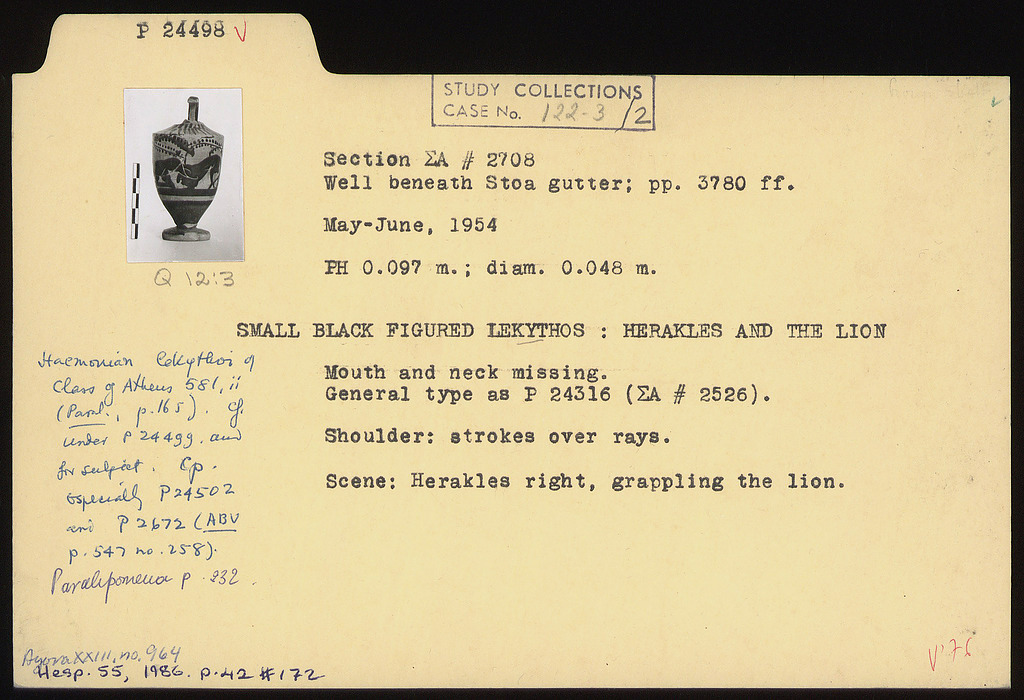 P 24498 √
STUDY COLLECTIONS
CASE No. 122-3/2
Section ΣΑ # 2708
Well beneath Stoa gutter; pp. 3780 ff.
May-June, 1954
PH 0.097 m.; diam. 0.048 m.
Q 12:3
SMALL BLACK FIGURED LEKYTHOS : HERAKLES AND THE LION
Mouth and neck missing.
General type as P 24316 (ΣΑ # 2526).
Shoulder: strokes over rays.
Scene: Herakles right, grappling the lion.
Haemonian lekythoi of
Class of Athens 581, ii
(Paral., p. 165). Cf.
under P 24499. and
for subject. Cp.
especially P 24502
and P 2672 (ABV
p. 547 no. 258).
Paralipomena p. 232.
Agora XXIII, no. 964
Hesp. 55, 1986. p. 42 #172
V'76